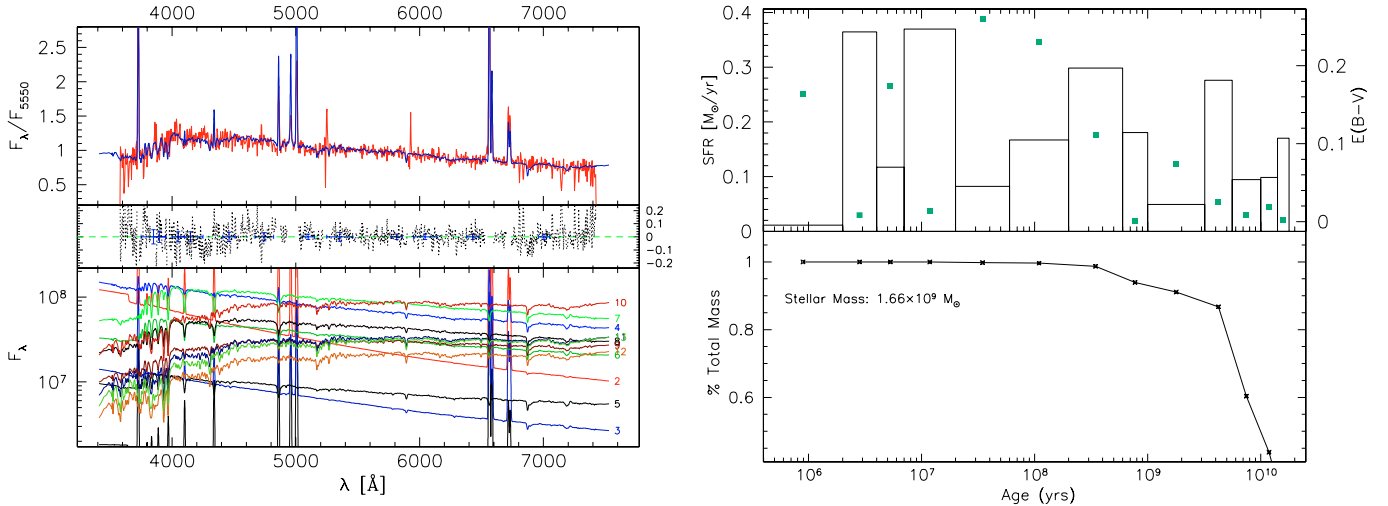 4000 5000 6000 7000
2.5
2
1.5
1
0.5
F_λ/F_5550
0.2
0.1
0
-0.1
-0.2
10^8
10^7
F_λ
10
7
4
6
2
5
3
4000 5000 6000 7000
λ [Å]
0.4
0.3
0.2
0.1
0
SFR [M_⊙/yr]
0.2
0.1
0
E(B-V)
1
0.8
0.6
% Total Mass
Stellar Mass: 1.66×10^9 M_⊙
10^6 10^7 10^8 10^9 10^10
Age (yrs)